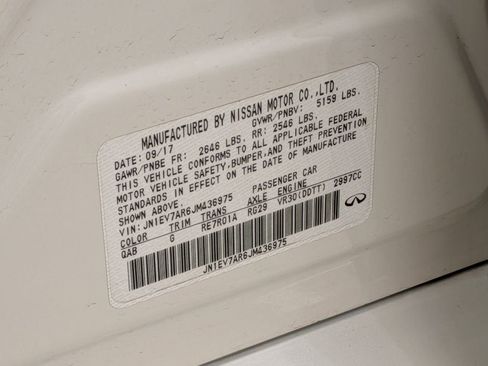 MANUFACTURED BY NISSAN MOTOR CO.,LTD.
DATE: 09/17 GVWR/PNBV: 5159 LBS.
GAWR/PNBE FR: 2646 LBS. RR: 2546 LBS.
THIS VEHICLE CONFORMS TO ALL APPLICABLE FEDERAL
MOTOR VEHICLE SAFETY,BUMPER,AND THEFT PREVENTION
STANDARDS IN EFFECT ON THE DATE OF MANUFACTURE
SHOWN ABOVE.
VIN: JN1EV7AR6JM436975 PASSENGER CAR
COLOR TRIM TRANS AXLE ENGINE 2997CC
QAB G RE7R01A RG29 VR30(DDTT)
JN1EV7AR6JM436975